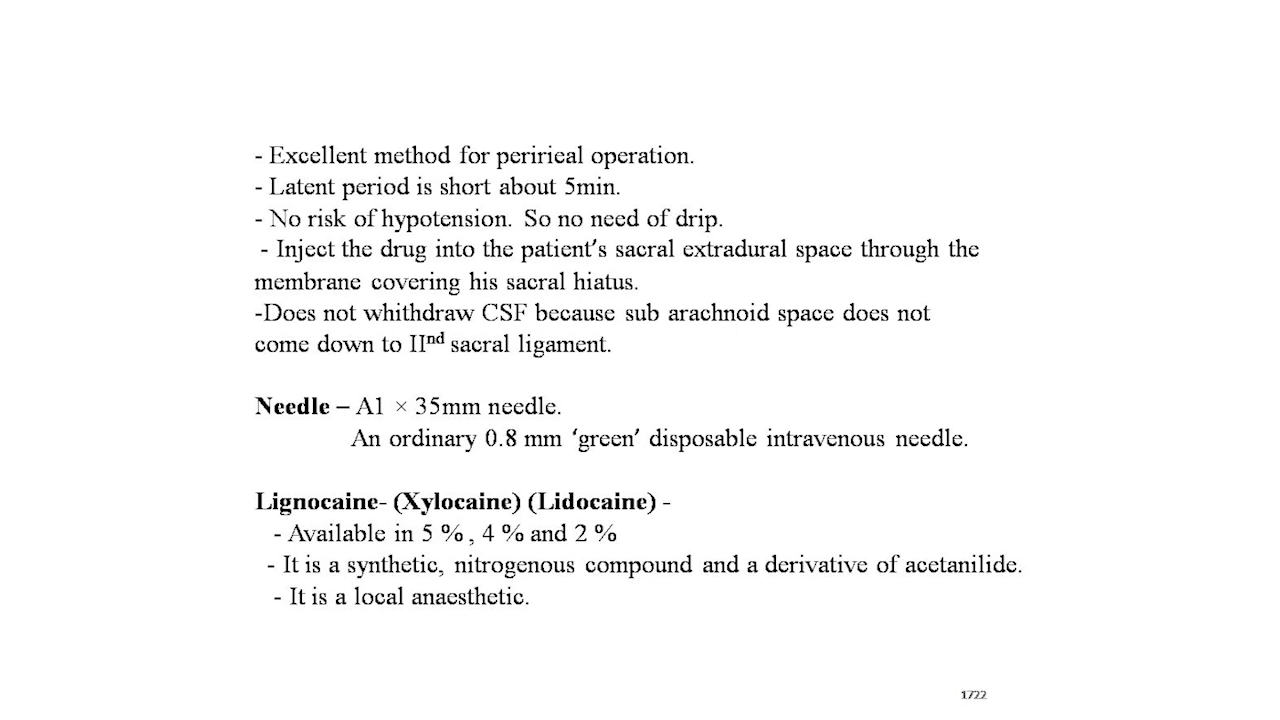 - Excellent method for peririeal operation.
- Latent period is short about 5min.
- No risk of hypotension. So no need of drip.
- Inject the drug into the patient’s sacral extradural space through the
membrane covering his sacral hiatus.
-Does not whithdraw CSF because sub arachnoid space does not
come down to IInd sacral ligament.
Needle – A1 × 35mm needle.
An ordinary 0.8 mm ‘green’ disposable intravenous needle.
Lignocaine- (Xylocaine) (Lidocaine) -
- Available in 5 % , 4 % and 2 %
- It is a synthetic, nitrogenous compound and a derivative of acetanilide.
- It is a local anaesthetic.
1722